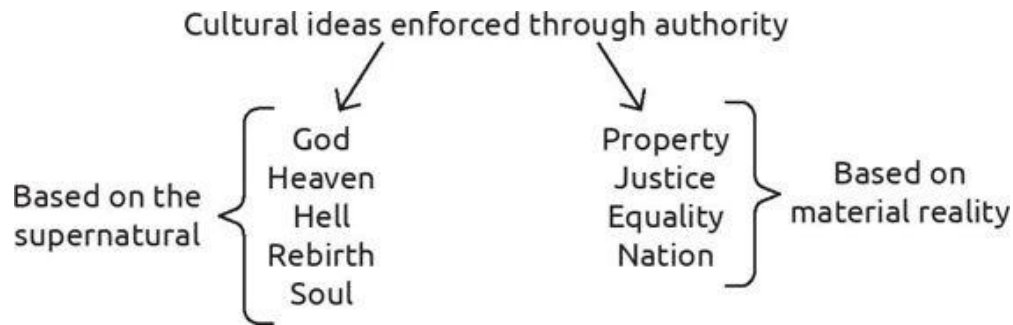 Cultural ideas enforced through authority
Based on the
supernatural
God
Heaven
Hell
Rebirth
Soul
Property
Justice
Equality
Nation
Based on
material reality